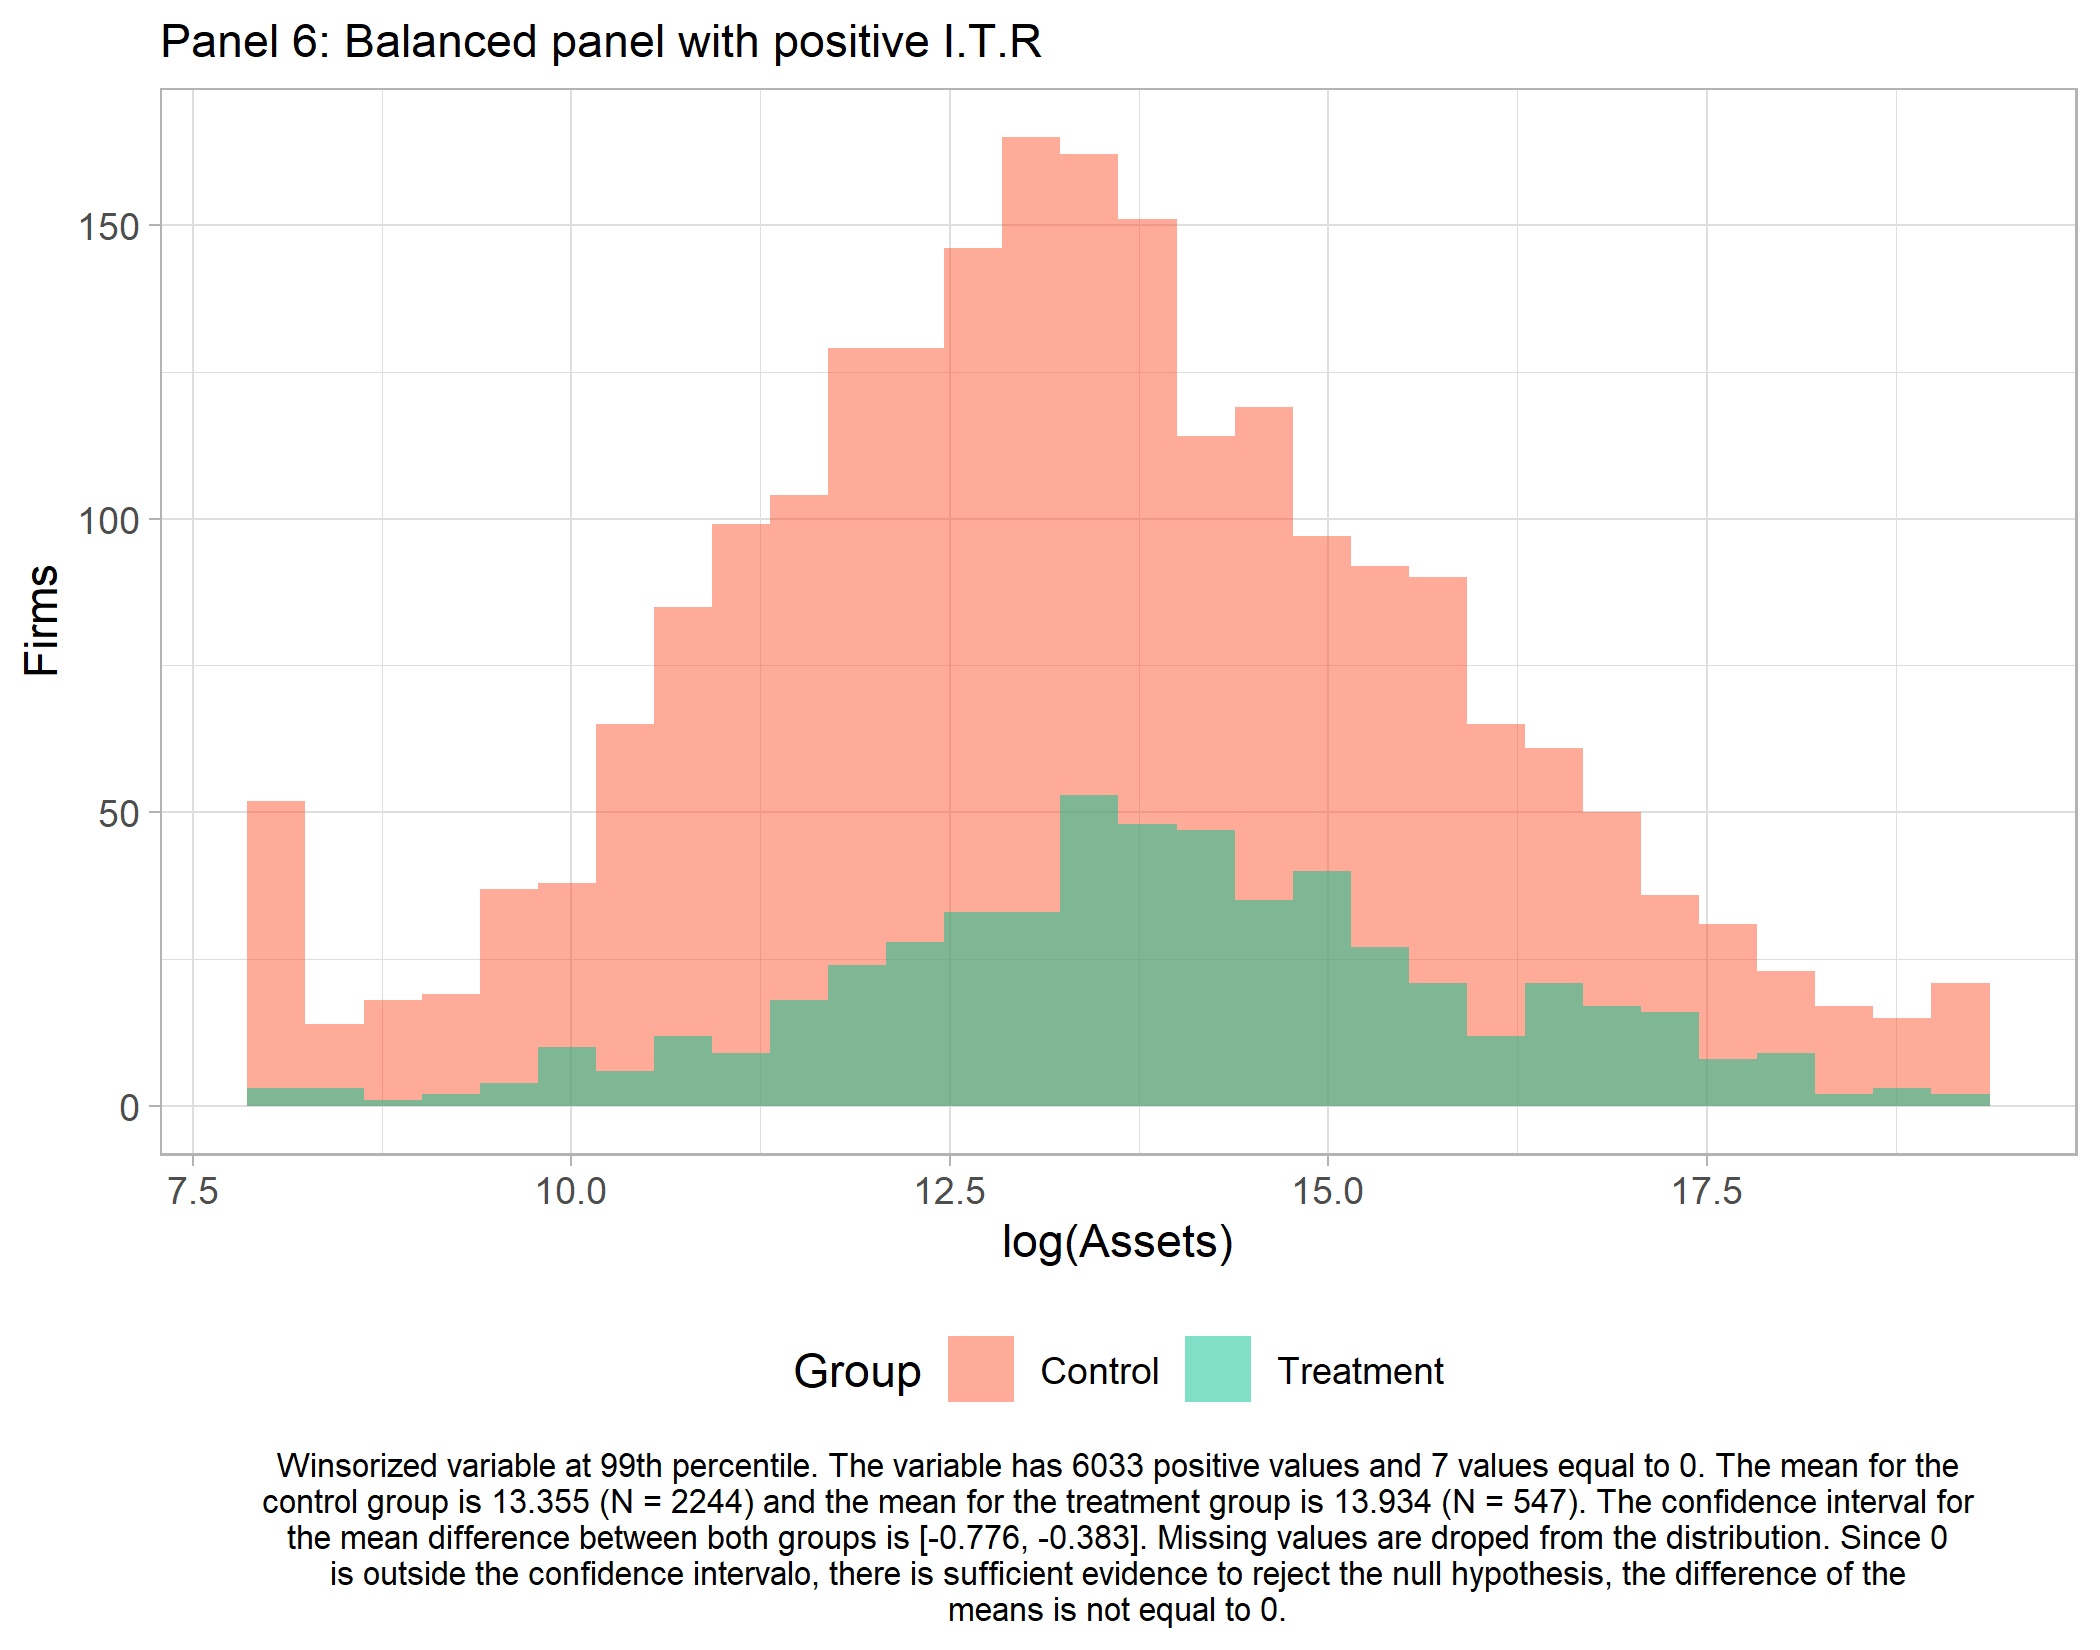 Panel 6: Balanced panel with positive I.T.R
150
100
50
0
Firms
7.5 10.0 12.5 15.0 17.5
log(Assets)
Group Control Treatment
Winsorized variable at 99th percentile. The variable has 6033 positive values and 7 values equal to 0. The mean for the
control group is 13.355 (N = 2244) and the mean for the treatment group is 13.934 (N = 547). The confidence interval for
the mean difference between both groups is [-0.776, -0.383]. Missing values are droped from the distribution. Since 0
is outside the confidence intervalo, there is sufficient evidence to reject the null hypothesis, the difference of the
means is not equal to 0.